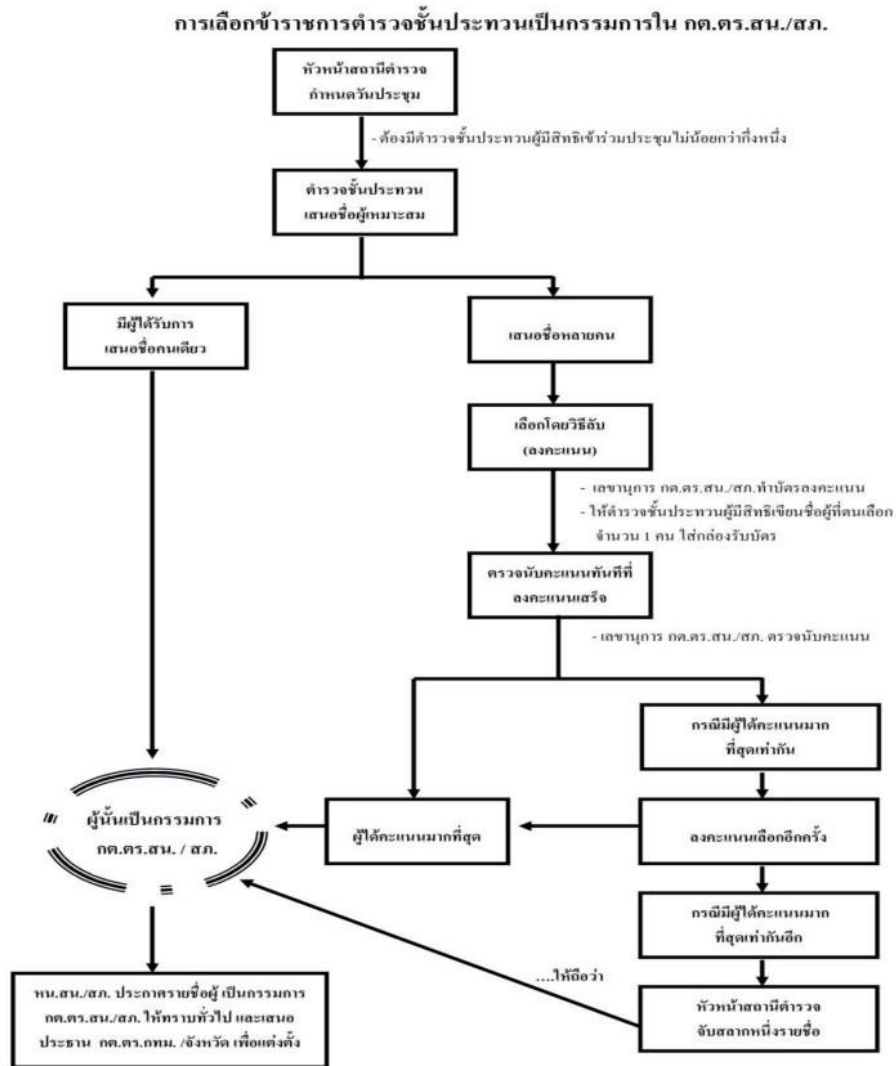 การเลือกข้าราชการตำรวจชั้นประทวนเป็นกรรมการใน กต.ตร.สน./สภ.
หัวหน้าสถานีตำรวจ
กำหนดวันประชุม
- ต้องมีตำรวจชั้นประทวนผู้มีสิทธิเข้าร่วมประชุมไม่น้อยกว่ากึ่งหนึ่ง
ตำรวจชั้นประทวน
เสนอชื่อผู้เหมาะสม
มีผู้ได้รับการ
เสนอชื่อคนเดียว
เสนอชื่อหลายคน
เลือกโดยวิธีลับ
(ลงคะแนน)
- เลขานุการ กต.ตร.สน./สภ.ทำบัตรลงคะแนน
- ให้ตำรวจชั้นประทวนผู้มีสิทธิเขียนชื่อผู้ที่ตนเลือก
จำนวน 1 คน ใส่กล่องรับบัตร
ตรวจนับคะแนนทันทีที่
ลงคะแนนเสร็จ
- เลขานุการ กต.ตร.สน./สภ. ตรวจนับคะแนน
กรณีมีผู้ได้คะแนนมาก
ที่สุดเท่ากัน
ผู้นั้นเป็นกรรมการ
กต.ตร.สน. / สภ.
ผู้ได้คะแนนมากที่สุด
ลงคะแนนเลือกอีกครั้ง
กรณีมีผู้ได้คะแนนมาก
ที่สุดเท่ากันอีก
....ให้ถือว่า
หน.สน./สภ. ประกาศรายชื่อผู้ เป็นกรรมการ
กต.ตร.สน./สภ. ให้ทราบทั่วไป และเสนอ
ประธาน กต.ตร.กทม. /จังหวัด เพื่อแต่งตั้ง
หัวหน้าสถานีตำรวจ
จับสลากหนึ่งรายชื่อ